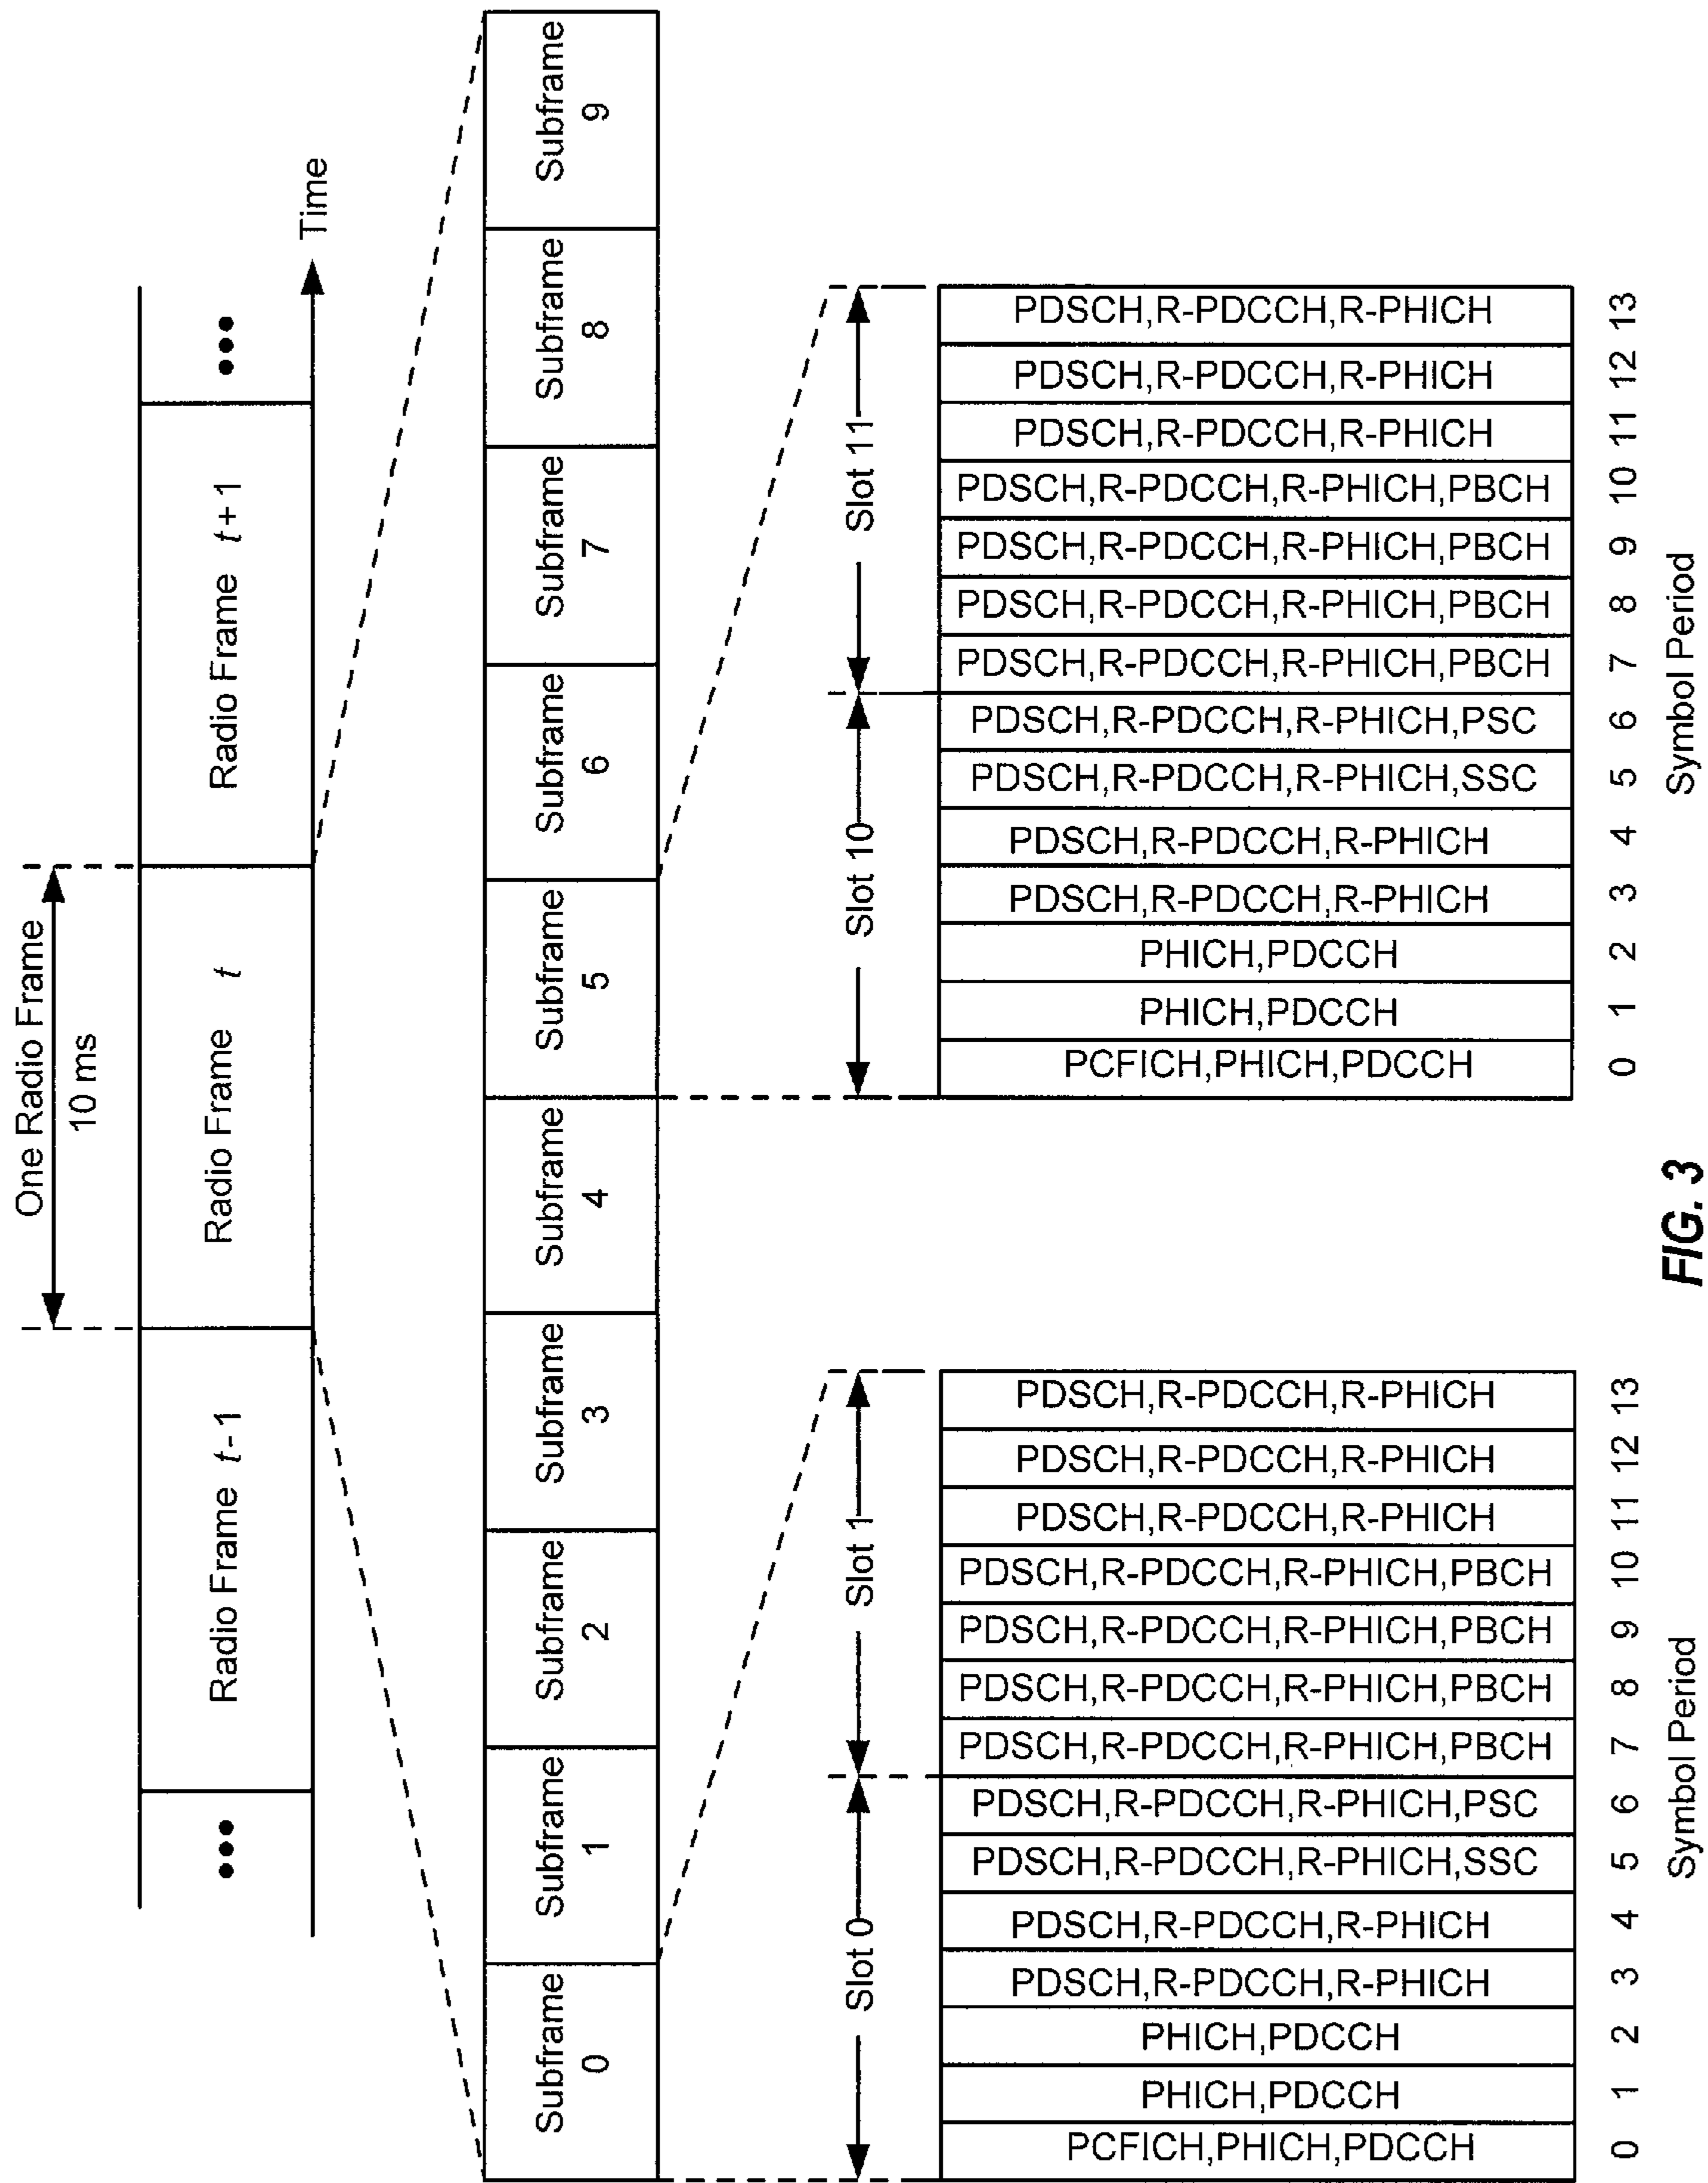 One Radio Frame
10 ms
Radio Frame t-1
Radio Frame t
Radio Frame t+1
Time
Subframe
0
Subframe
1
Subframe
2
Subframe
3
Subframe
4
Subframe
5
Subframe
6
Subframe
7
Subframe
8
Subframe
9
Slot 0
Slot 1
PCFICH,PHICH,PDCCH
PHICH,PDCCH
PHICH,PDCCH
PDSCH,R-PDCCH,R-PHICH
PDSCH,R-PDCCH,R-PHICH
PDSCH,R-PDCCH,R-PHICH,SSC
PDSCH,R-PDCCH,R-PHICH,PSC
PDSCH,R-PDCCH,R-PHICH,PBCH
PDSCH,R-PDCCH,R-PHICH,PBCH
PDSCH,R-PDCCH,R-PHICH,PBCH
PDSCH,R-PDCCH,R-PHICH,PBCH
PDSCH,R-PDCCH,R-PHICH
PDSCH,R-PDCCH,R-PHICH
PDSCH,R-PDCCH,R-PHICH
0 1 2 3 4 5 6 7 8 9 10 11 12 13
Symbol Period
Slot 10
Slot 11
PCFICH,PHICH,PDCCH
PHICH,PDCCH
PHICH,PDCCH
PDSCH,R-PDCCH,R-PHICH
PDSCH,R-PDCCH,R-PHICH
PDSCH,R-PDCCH,R-PHICH,SSC
PDSCH,R-PDCCH,R-PHICH,PSC
PDSCH,R-PDCCH,R-PHICH,PBCH
PDSCH,R-PDCCH,R-PHICH,PBCH
PDSCH,R-PDCCH,R-PHICH,PBCH
PDSCH,R-PDCCH,R-PHICH,PBCH
PDSCH,R-PDCCH,R-PHICH
PDSCH,R-PDCCH,R-PHICH
PDSCH,R-PDCCH,R-PHICH
0 1 2 3 4 5 6 7 8 9 10 11 12 13
Symbol Period
FIG. 3